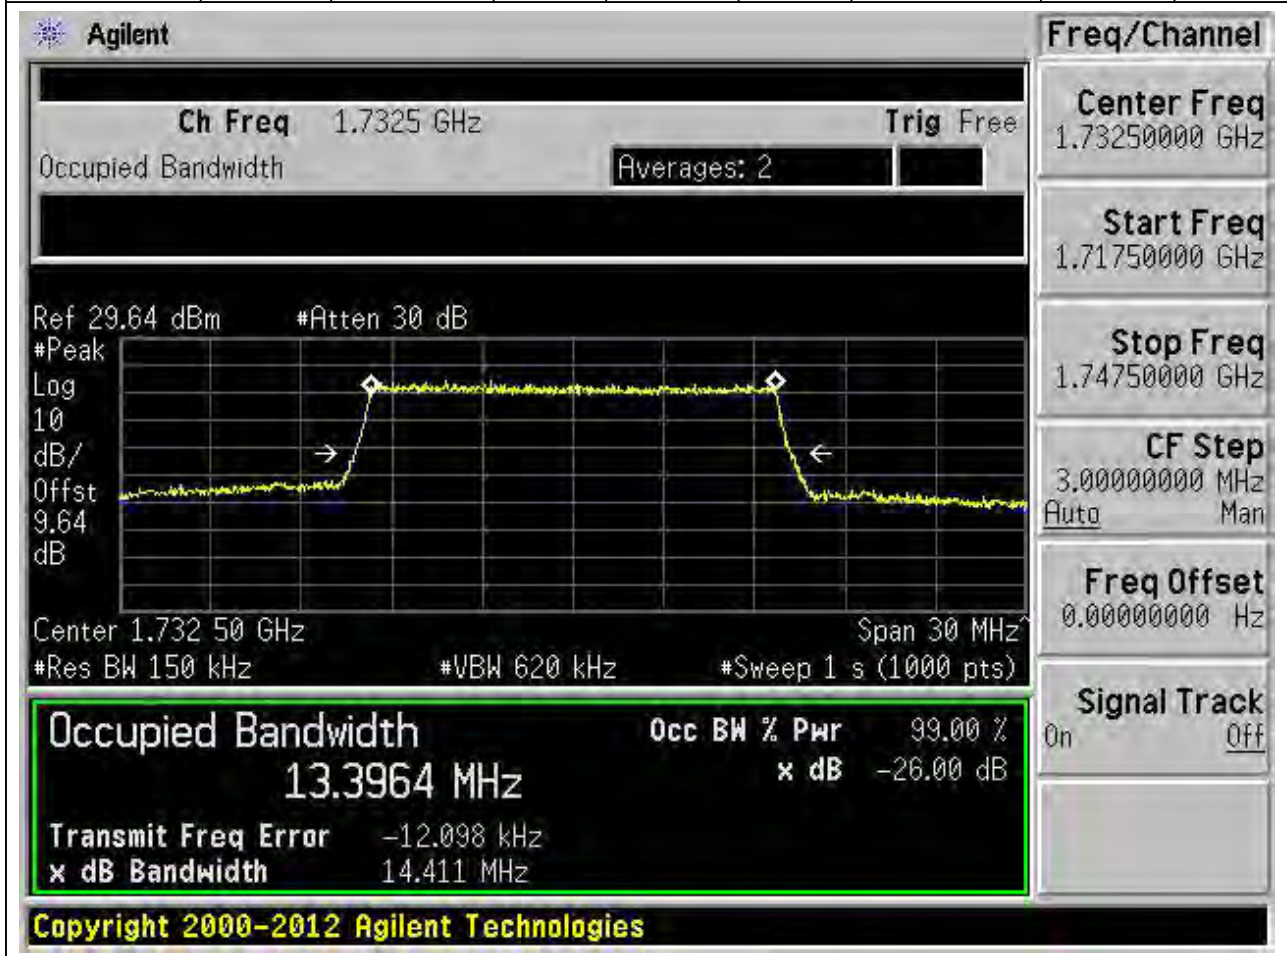 Agilent
Freq/Channel
Ch Freq 1.7325 GHz Trig Free
Occupied Bandwidth Averages: 2
Center Freq
1.73250000 GHz
Start Freq
1.71750000 GHz
Ref 29.64 dBm #Atten 30 dB
#Peak
Log
10
dB/
Offst
9.64
dB
Stop Freq
1.74750000 GHz
CF Step
3.00000000 MHz
Auto Man
Freq Offset
0.00000000 Hz
Center 1.732 50 GHz Span 30 MHz^
#Res BW 150 kHz #VBW 620 kHz #Sweep 1 s (1000 pts)
Signal Track
On Off
Occupied Bandwidth
13.3964 MHz
Occ BW % Pwr 99.00 %
x dB -26.00 dB
Transmit Freq Error -12.098 kHz
x dB Bandwidth 14.411 MHz
Copyright 2000-2012 Agilent Technologies